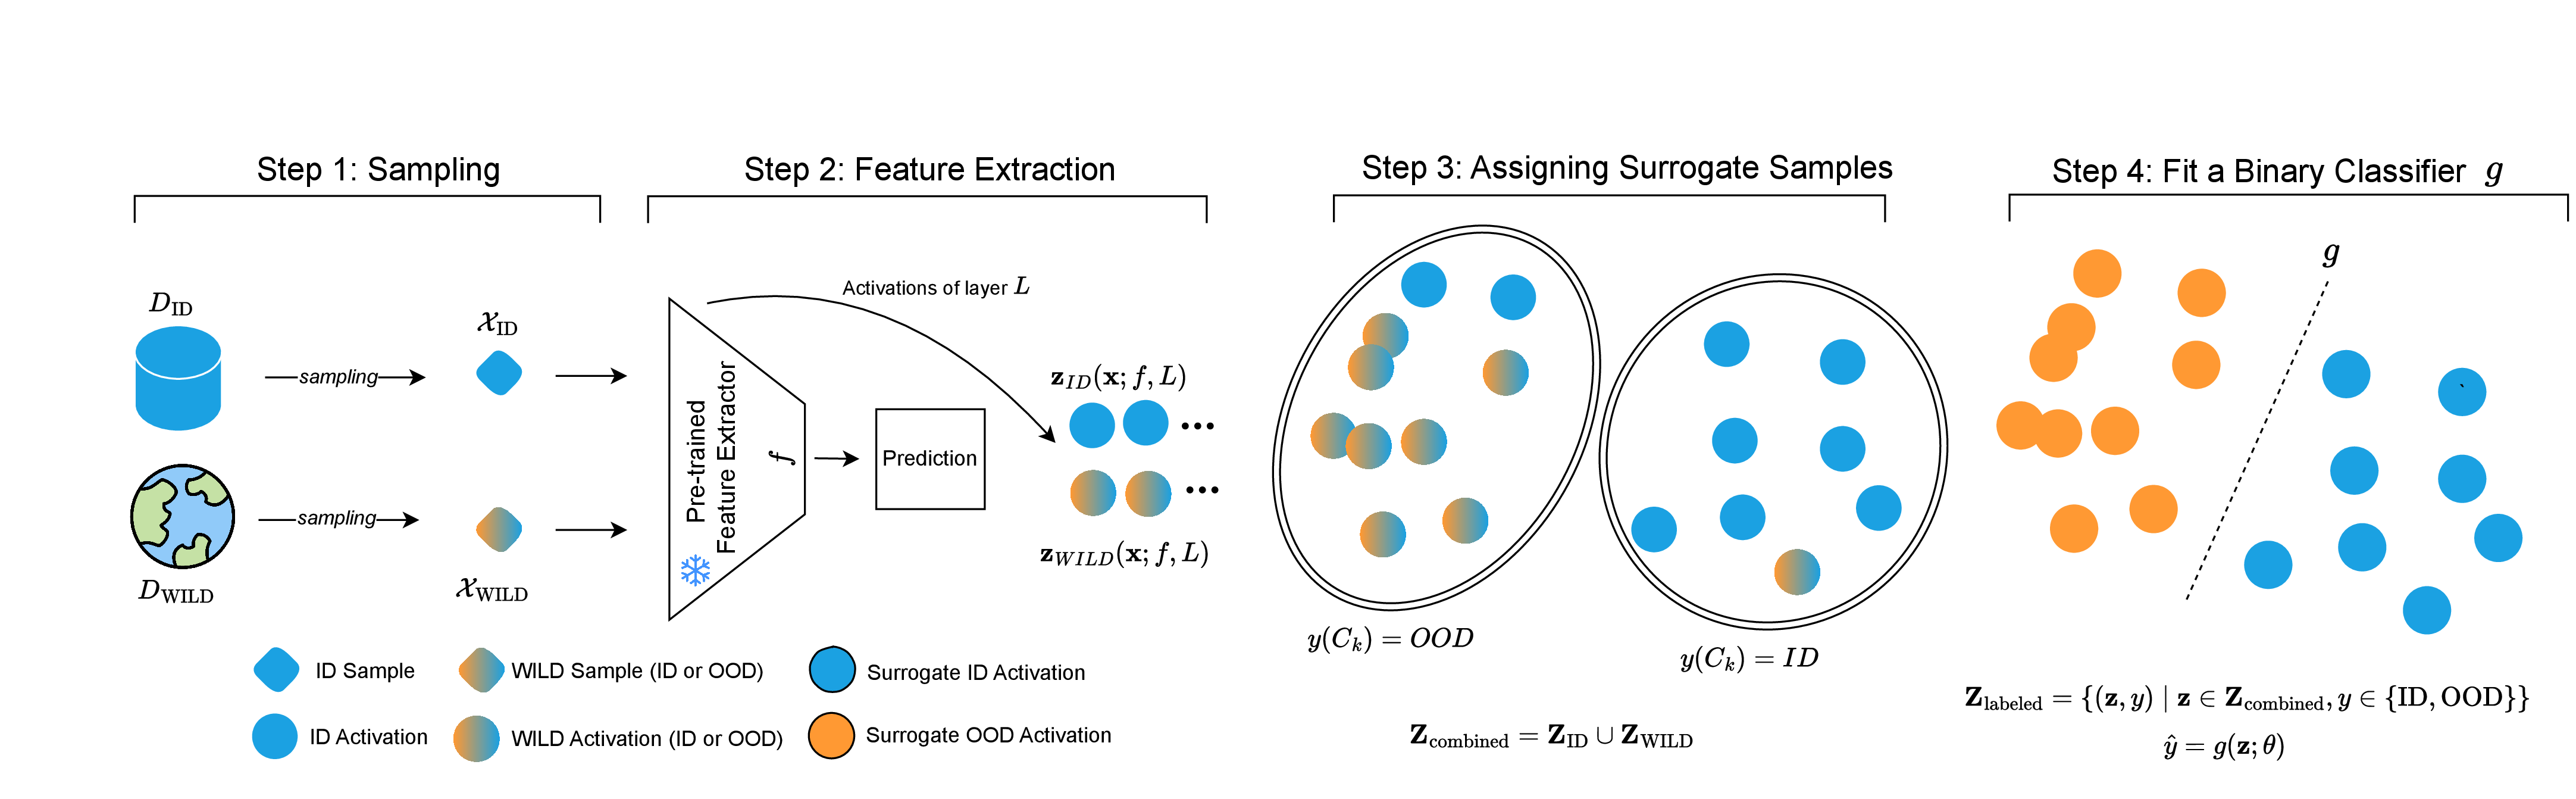 Step 1: Sampling
Step 2: Feature Extraction
Step 3: Assigning Surrogate Samples
Step 4: Fit a Binary Classifier g
D_ID
sampling
𝒳_ID
D_WILD
sampling
𝒳_WILD
Pre-trained
Feature Extractor
f
Activations of layer L
Prediction
z_ID(x; f, L)
...
...
z_WILD(x; f, L)
ID Sample
WILD Sample (ID or OOD)
Surrogate ID Activation
ID Activation
WILD Activation (ID or OOD)
Surrogate OOD Activation
y(C_k) = OOD
y(C_k) = ID
Z_combined = Z_ID ∪ Z_WILD
g
Z_labeled = {(z, y) | z ∈ Z_combined, y ∈ {ID, OOD}}
ŷ = g(z; θ)